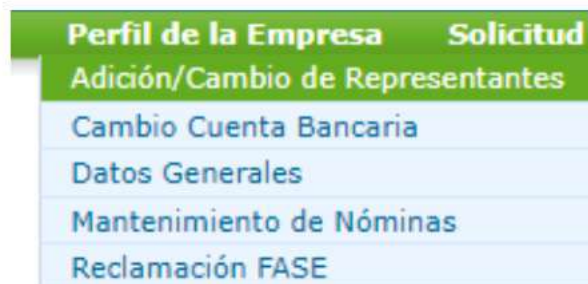 Perfil de la Empresa Solicitud
Adición/Cambio de Representantes
Cambio Cuenta Bancaria
Datos Generales
Mantenimiento de Nóminas
Reclamación FASE